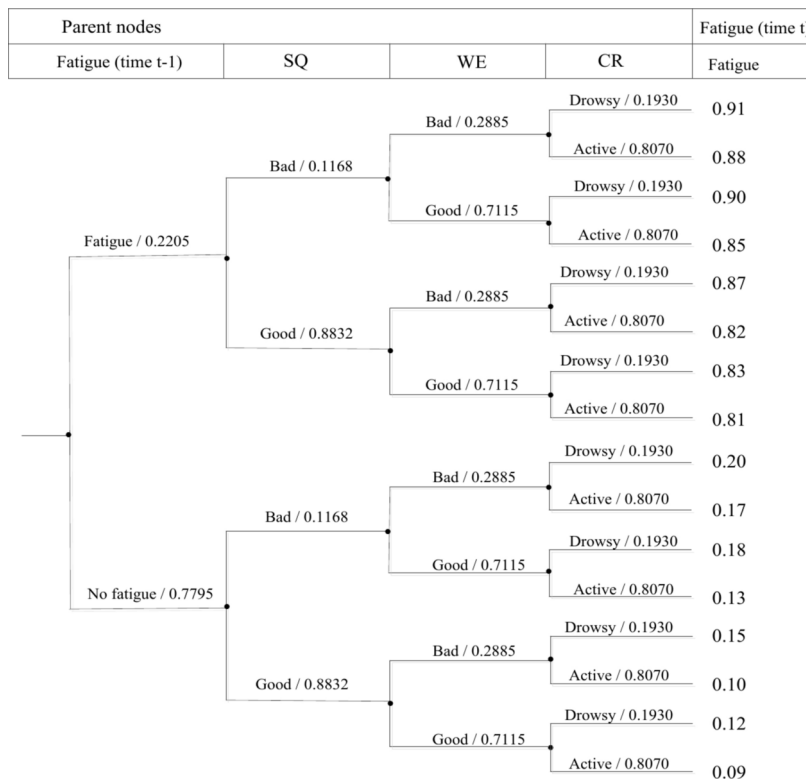 Parent nodes
Fatigue (time t
Fatigue (time t-1)
SQ
WE
CR
Fatigue
Drowsy / 0.1930
0.91
Bad / 0.2885
Active / 0.8070
0.88
Bad / 0.1168
Drowsy / 0.1930
0.90
Good / 0.7115
Active / 0.8070
0.85
Fatigue / 0.2205
Drowsy / 0.1930
0.87
Bad / 0.2885
Active / 0.8070
0.82
Good / 0.8832
Drowsy / 0.1930
0.83
Good / 0.7115
Active / 0.8070
0.81
Drowsy / 0.1930
0.20
Bad / 0.2885
Active / 0.8070
0.17
Bad / 0.1168
Drowsy / 0.1930
0.18
Good / 0.7115
Active / 0.8070
0.13
No fatigue / 0.7795
Drowsy / 0.1930
0.15
Bad / 0.2885
Active / 0.8070
0.10
Good / 0.8832
Drowsy / 0.1930
0.12
Good / 0.7115
Active / 0.8070
0.09